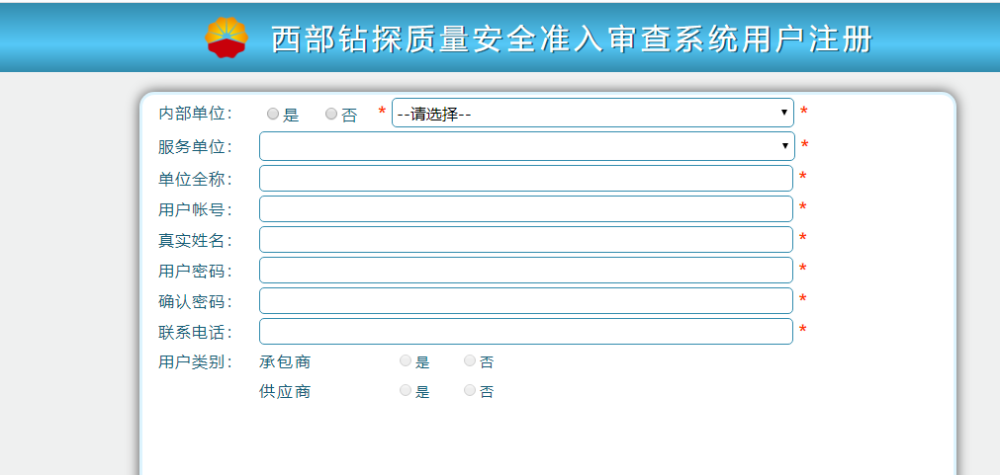 西部钻探质量安全准入审查系统用户注册
内部单位： 是 否 * --请选择-- *
服务单位： *
单位全称： *
用户帐号： *
真实姓名： *
用户密码： *
确认密码： *
联系电话： *
用户类别： 承包商 是 否
供应商 是 否